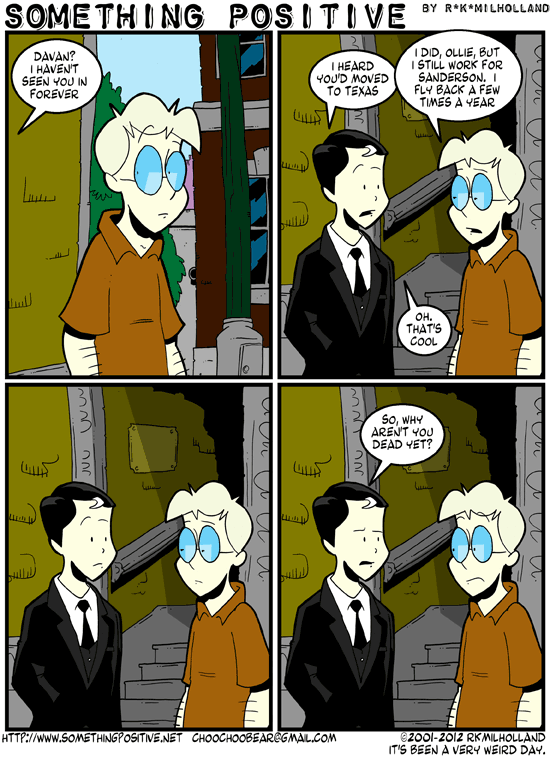 SOMETHING POSITIVE BY R*K*MILHOLLAND
DAVAN?
I HAVEN'T
SEEN YOU IN
FOREVER
I HEARD
YOU'D MOVED
TO TEXAS
I DID, OLLIE, BUT
I STILL WORK FOR
SANDERSON. I
FLY BACK A FEW
TIMES A YEAR
OH.
THAT'S
COOL
SO, WHY
AREN'T YOU
DEAD YET?
HTTP://WWW.SOMETHINGPOSITIVE.NET CHOOCHOOBEAR@GMAIL.COM
©2001-2012 RKMILHOLLAND
IT'S BEEN A VERY WEIRD DAY.